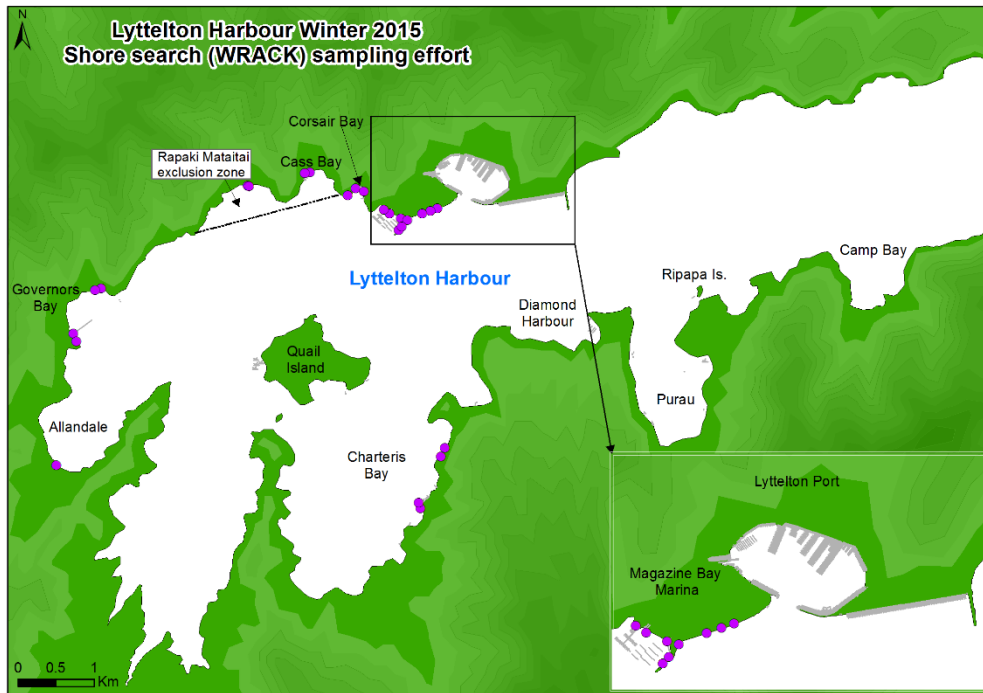 Lyttelton Harbour Winter 2015
Shore search (WRACK) sampling effort
N
Corsair Bay
Rapaki Mataitai
exclusion zone
Cass Bay
Lyttelton Harbour
Camp Bay
Ripapa Is.
Governors
Bay
Diamond
Harbour
Quail
Island
Purau
Allandale
Charteris
Bay
Lyttelton Port
Magazine Bay
Marina
0 0.5 1
Km